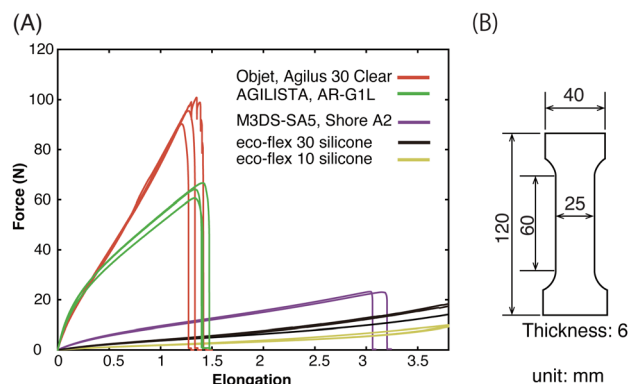 (A)
120
100
80
60
40
20
0
Force (N)
Objet, Agilus 30 Clear
AGILISTA, AR-G1L
M3DS-SA5, Shore A2
eco-flex 30 silicone
eco-flex 10 silicone
0
0.5
1
1.5
2
2.5
3
3.5
Elongation
(B)
40
25
60
120
Thickness: 6
unit: mm